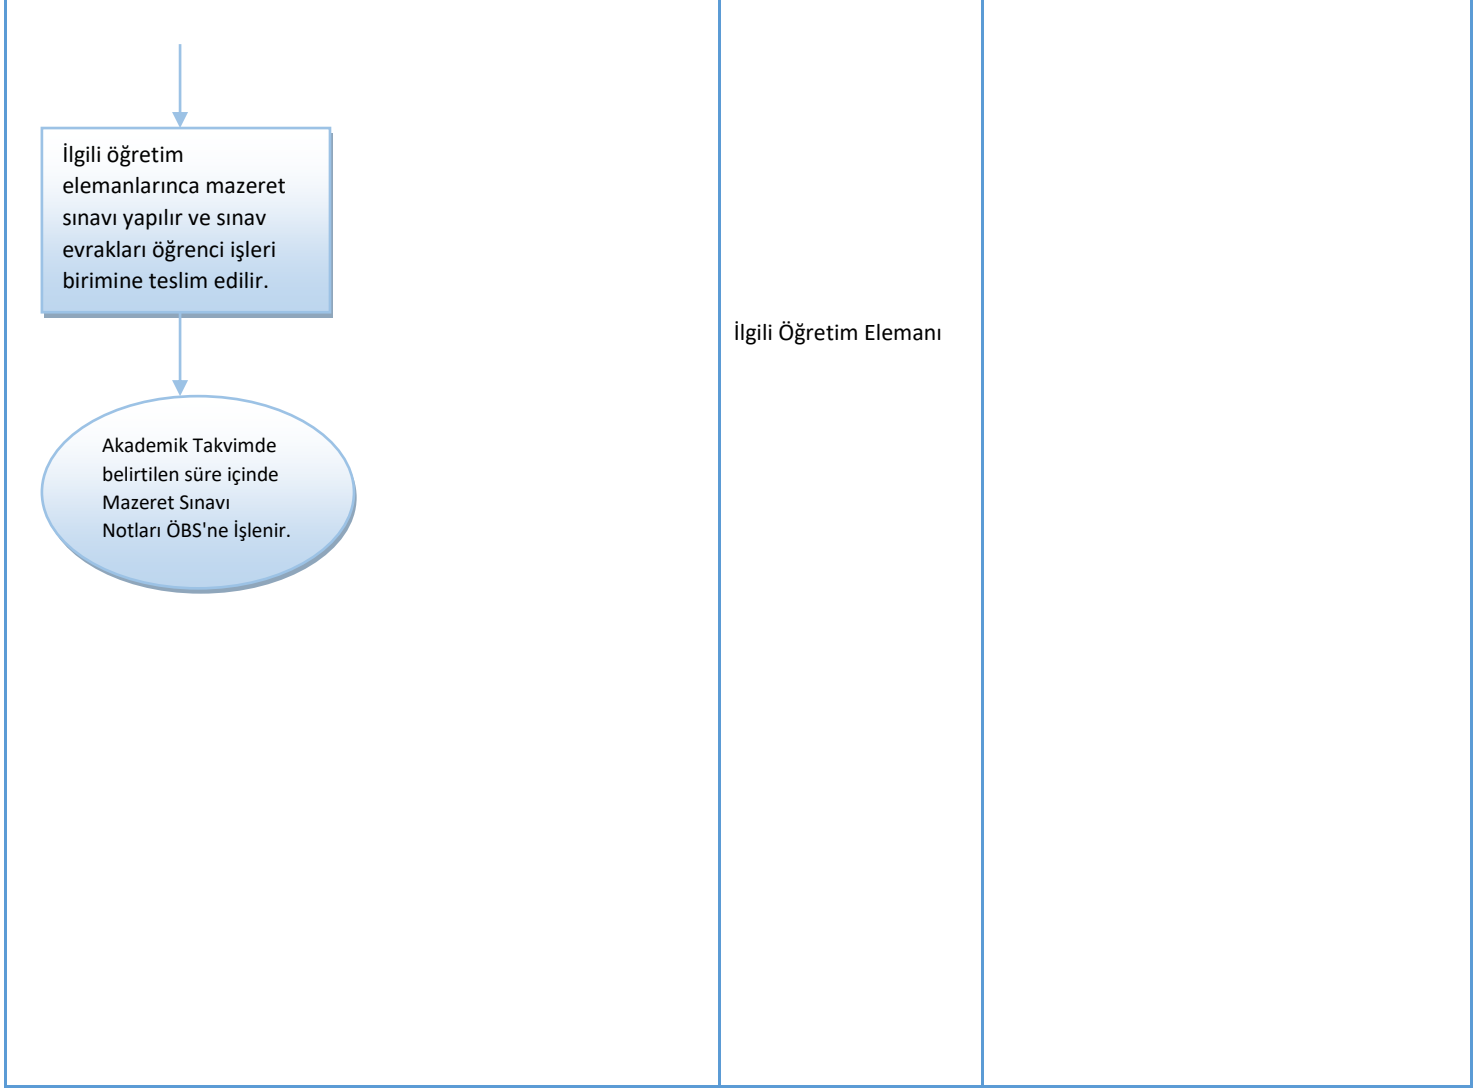 İlgili öğretim
elemanlarınca mazeret
sınavı yapılır ve sınav
evrakları öğrenci işleri
birimine teslim edilir.
İlgili Öğretim Elemanı
Akademik Takvimde
belirtilen süre içinde
Mazeret Sınavı
Notları ÖBS'ne İşlenir.